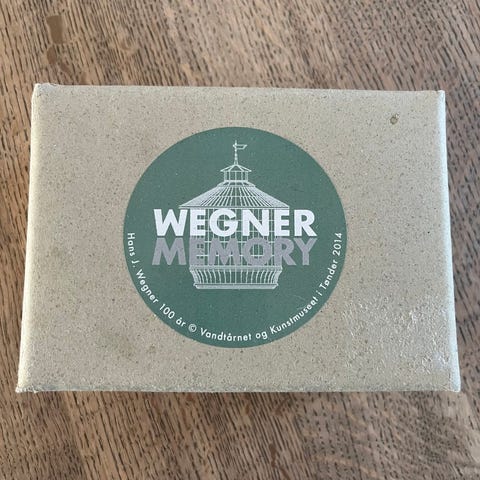 WEGNER
MEMORY
Hans J. Wegner 100 år © Vandtårnet og Kunstmuseet i Tønder 2014